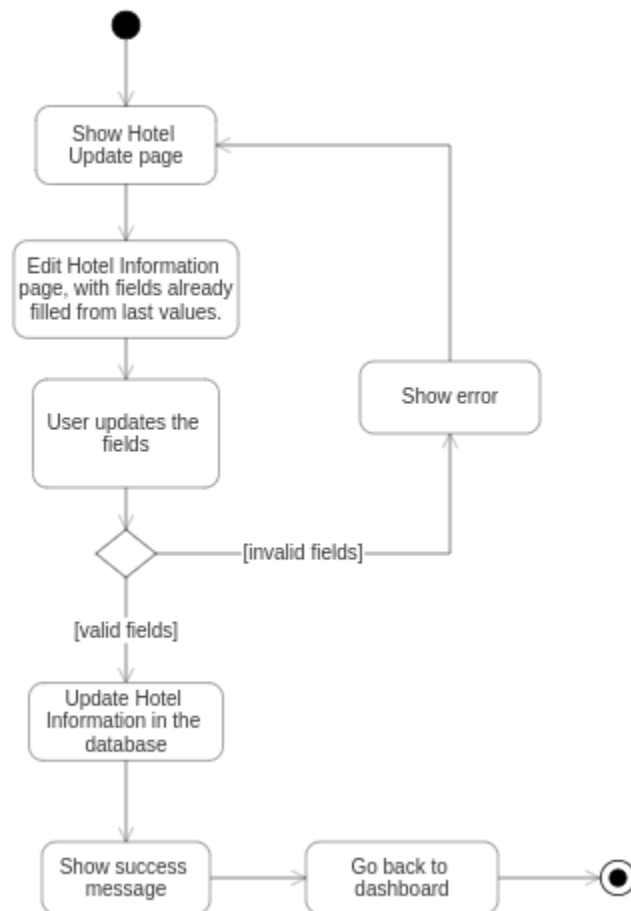 Show Hotel
Update page
Edit Hotel Information
page, with fields already
filled from last values.
User updates the
fields
Show error
[invalid fields]
[valid fields]
Update Hotel
Information in the
database
Show success
message
Go back to
dashboard